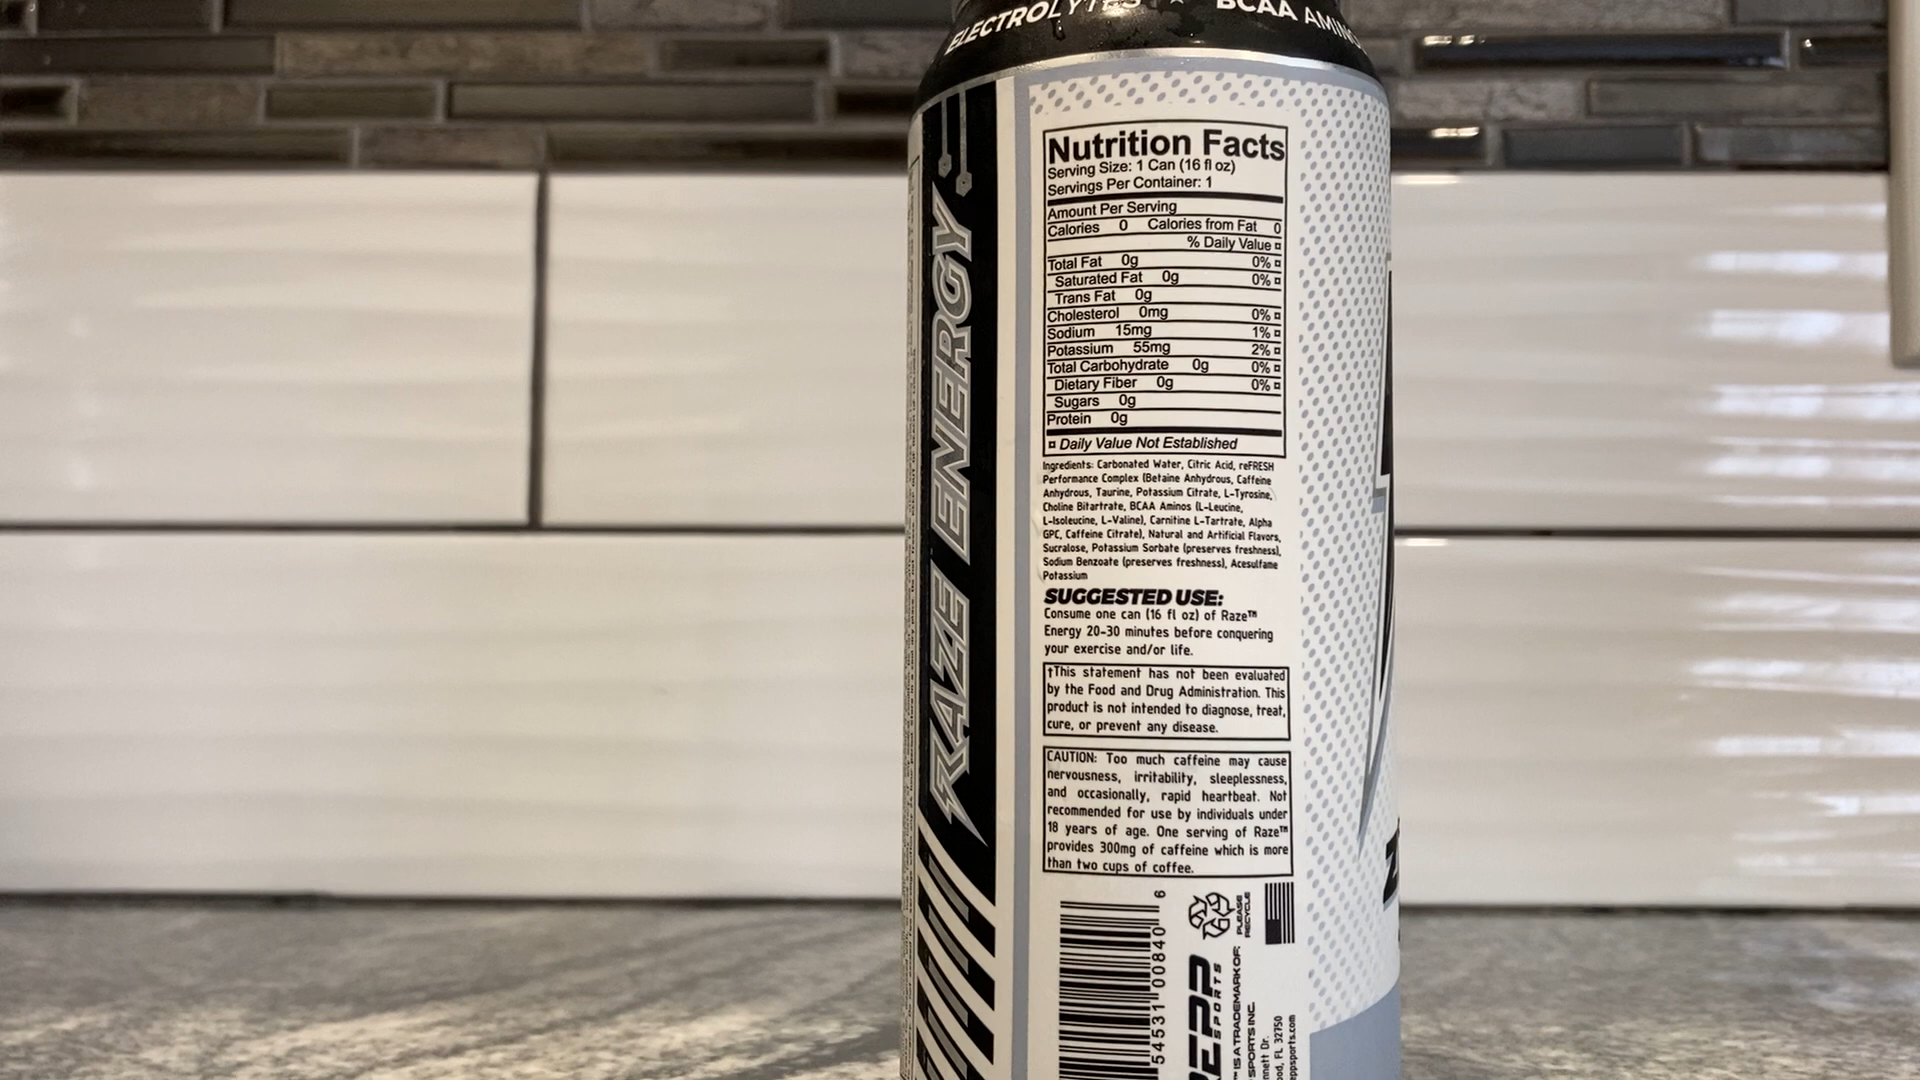 ELECTROLYTES ★ BCAA AMINO
RAZE ENERGY
Nutrition Facts
Serving Size: 1 Can (16 fl oz)
Servings Per Container: 1
Amount Per Serving
Calories 0 Calories from Fat 0
% Daily Value ¤
Total Fat 0g 0% ¤
Saturated Fat 0g 0% ¤
Trans Fat 0g
Cholesterol 0mg 0% ¤
Sodium 15mg 1% ¤
Potassium 55mg 2% ¤
Total Carbohydrate 0g 0% ¤
Dietary Fiber 0g 0% ¤
Sugars 0g
Protein 0g
¤ Daily Value Not Established
Ingredients: Carbonated Water, Citric Acid, reFRESH
Performance Complex (Betaine Anhydrous, Caffeine
Anhydrous, Taurine, Potassium Citrate, L-Tyrosine,
Choline Bitartrate, BCAA Aminos (L-Leucine,
L-Isoleucine, L-Valine), Carnitine L-Tartrate, Alpha
GPC, Caffeine Citrate), Natural and Artificial Flavors,
Sucralose, Potassium Sorbate (preserves freshness),
Sodium Benzoate (preserves freshness), Acesulfame
Potassium
SUGGESTED USE:
Consume one can (16 fl oz) of Raze™
Energy 20-30 minutes before conquering
your exercise and/or life.
†This statement has not been evaluated
by the Food and Drug Administration. This
product is not intended to diagnose, treat,
cure, or prevent any disease.
CAUTION: Too much caffeine may cause
nervousness, irritability, sleeplessness,
and occasionally, rapid heartbeat. Not
recommended for use by individuals under
18 years of age. One serving of Raze™
provides 300mg of caffeine which is more
than two cups of coffee.
54531 00840 6
PLEASE
RECYCLE
REPP
SPORTS
™ IS A TRADEMARK OF:
SPORTS INC.
nnett Dr.
ood, FL 32750
eppsports.com